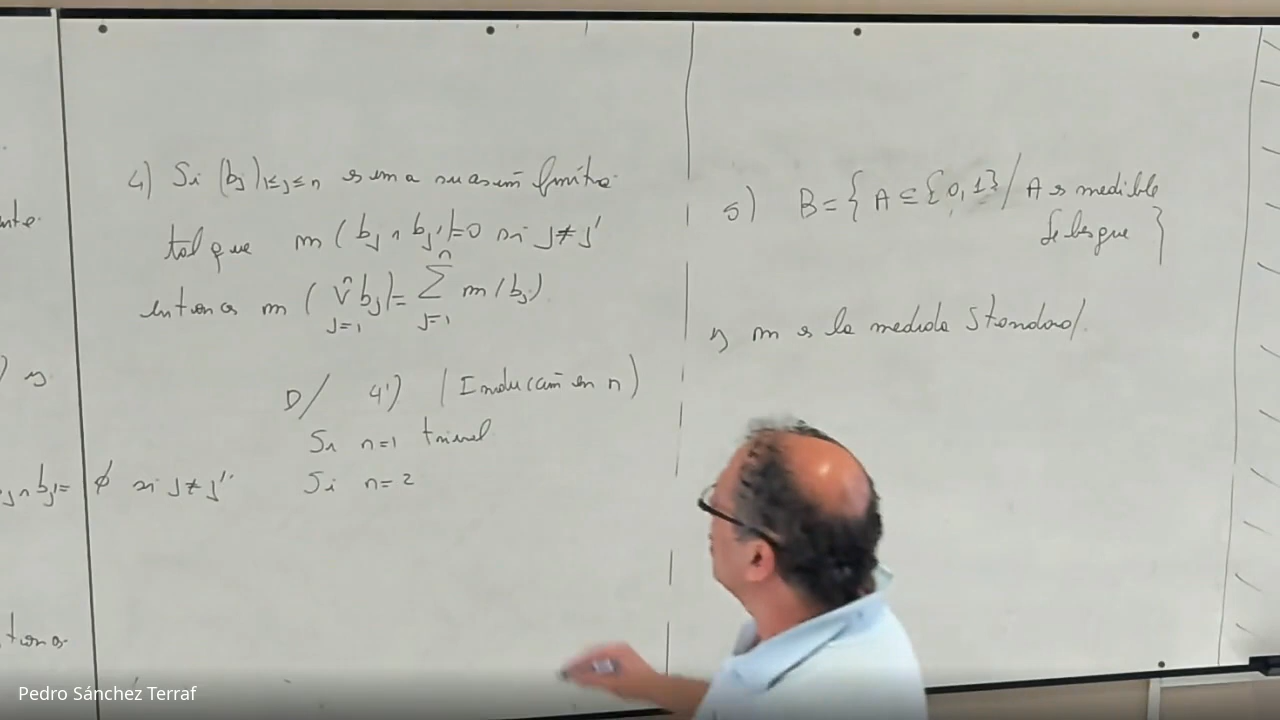 nte.
) es
j ∧ bj' = ∅ si j ≠ j'
4) Si (bj)1≤j≤n es una sucesión finita
tal que m ( bj ∧ bj' ) = 0 si j ≠ j'
entonces m ( ⋁_{j=1}^{n} bj ) = ∑_{j=1}^{n} m ( bj )
D/ 4') ( Inducción en n )
Si n=1 trivial
Si n=2
5) B = { A ⊆ {0,1} / A es medible
Lebesgue }
y m es la medida Standard.
Pedro Sánchez Terraf